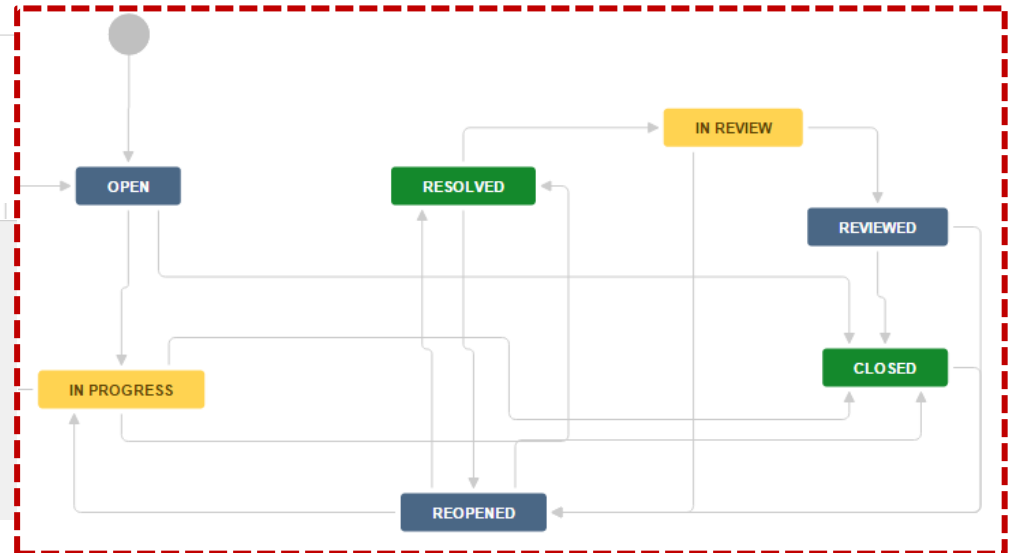 IN REVIEW
OPEN
RESOLVED
REVIEWED
CLOSED
IN PROGRESS
REOPENED